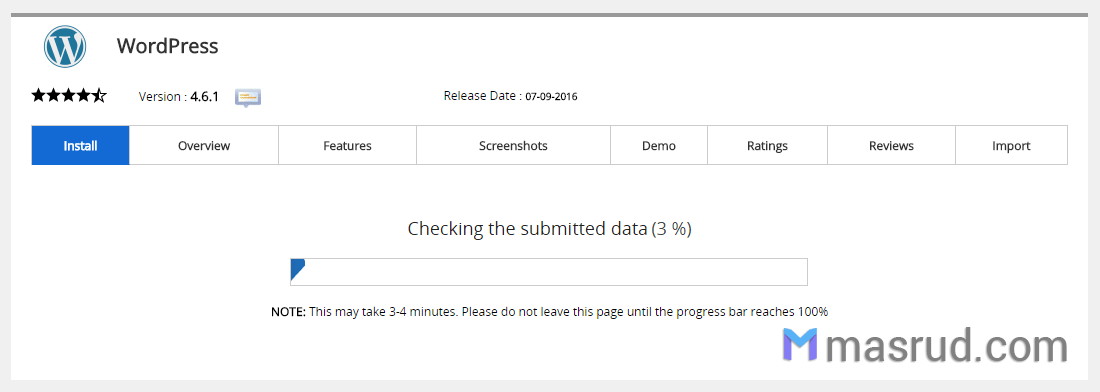 WordPress
Version : 4.6.1 Release Date : 07-09-2016
Install Overview Features Screenshots Demo Ratings Reviews Import
Checking the submitted data (3 %)
NOTE: This may take 3-4 minutes. Please do not leave this page until the progress bar reaches 100%
masrud.com